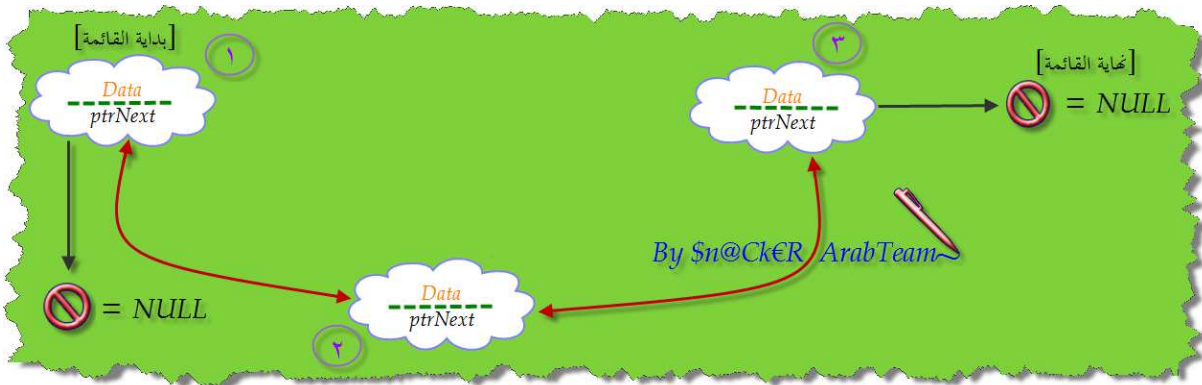 [بداية القائمة]
١
Data
ptrNext
= NULL
٢
Data
ptrNext
٣
Data
ptrNext
[نهاية القائمة]
= NULL
By $n@Ck€R ArabTeam~